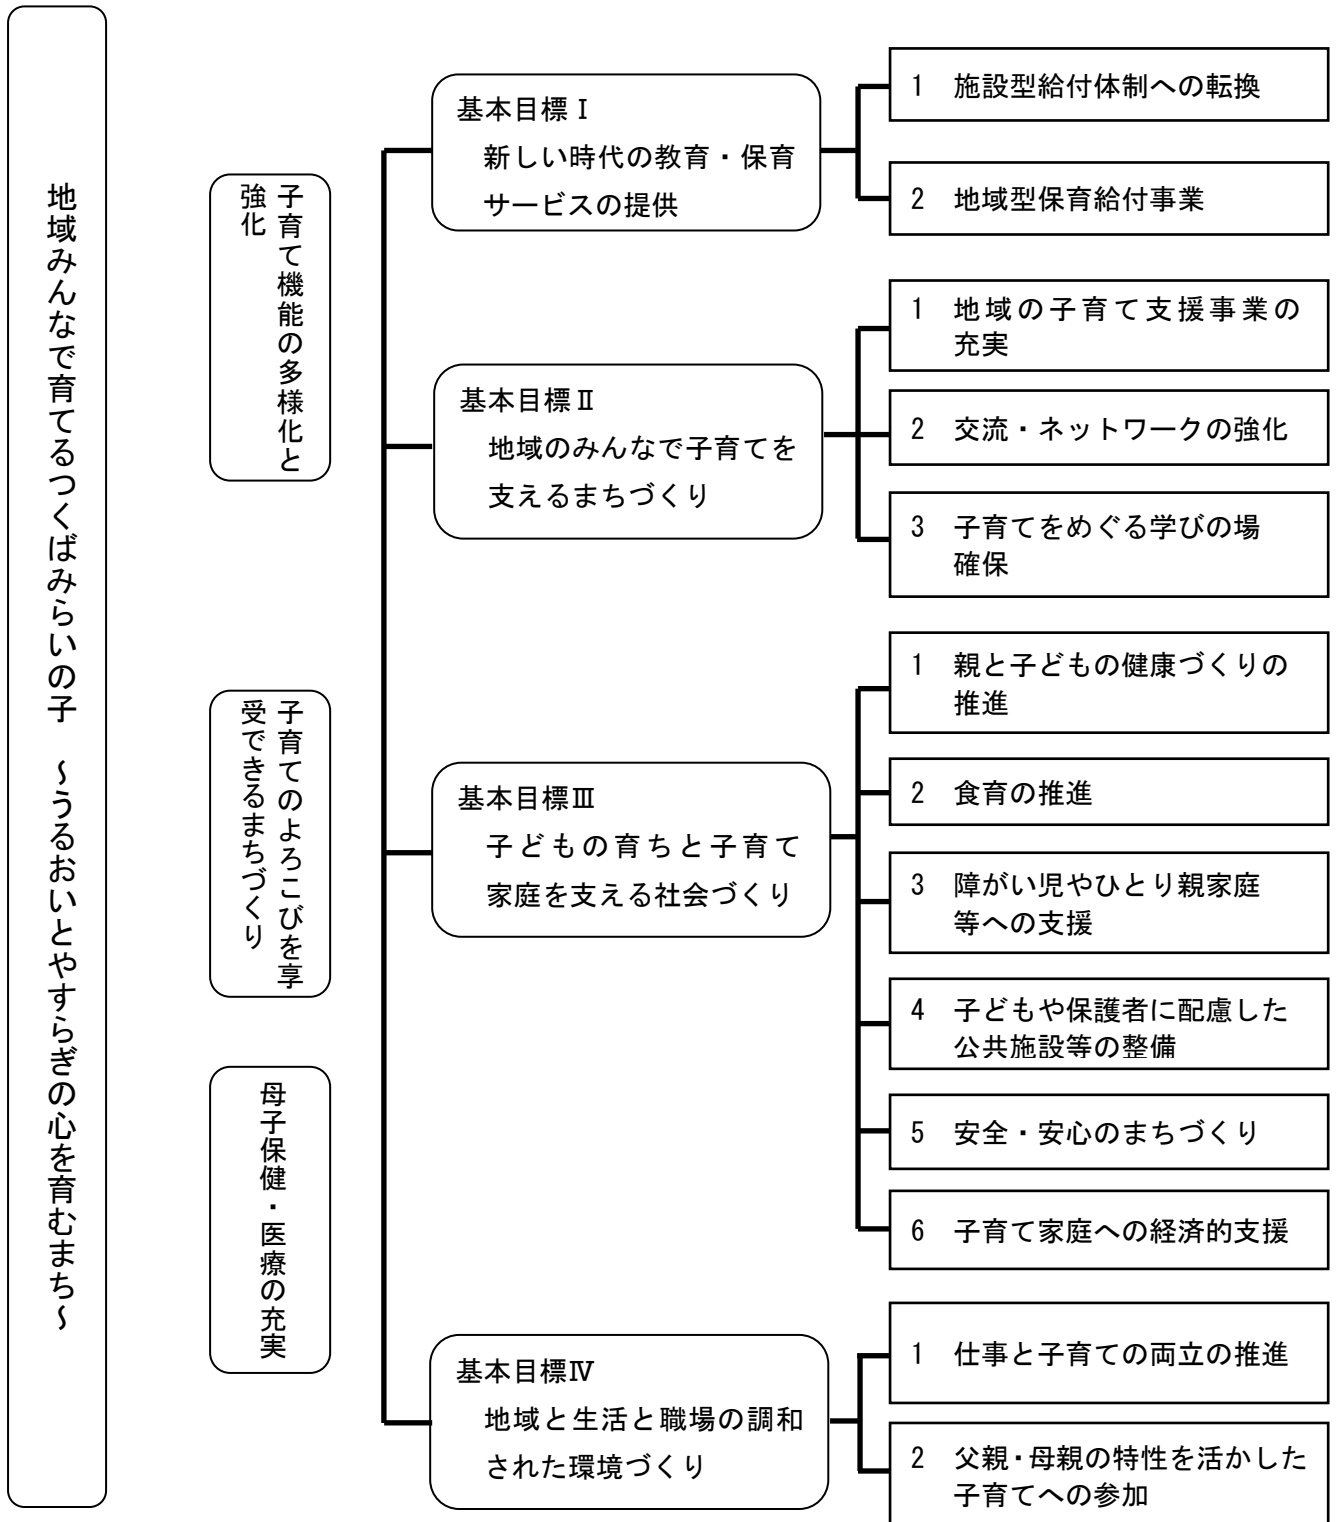 地域みんなで育てるつくばみらいの子　～うるおいとやすらぎの心を育むまち～
子育て機能の多様化と
強化
子育てのよろこびを享
受できるまちづくり
母子保健・医療の充実
基本目標Ⅰ
新しい時代の教育・保育
サービスの提供
1　施設型給付体制への転換
2　地域型保育給付事業
基本目標Ⅱ
地域のみんなで子育てを
支えるまちづくり
1　地域の子育て支援事業の
充実
2　交流・ネットワークの強化
3　子育てをめぐる学びの場
確保
基本目標Ⅲ
子どもの育ちと子育て
家庭を支える社会づくり
1　親と子どもの健康づくりの
推進
2　食育の推進
3　障がい児やひとり親家庭
等への支援
4　子どもや保護者に配慮した
公共施設等の整備
5　安全・安心のまちづくり
6　子育て家庭への経済的支援
基本目標Ⅳ
地域と生活と職場の調和
された環境づくり
1　仕事と子育ての両立の推進
2　父親・母親の特性を活かした
子育てへの参加